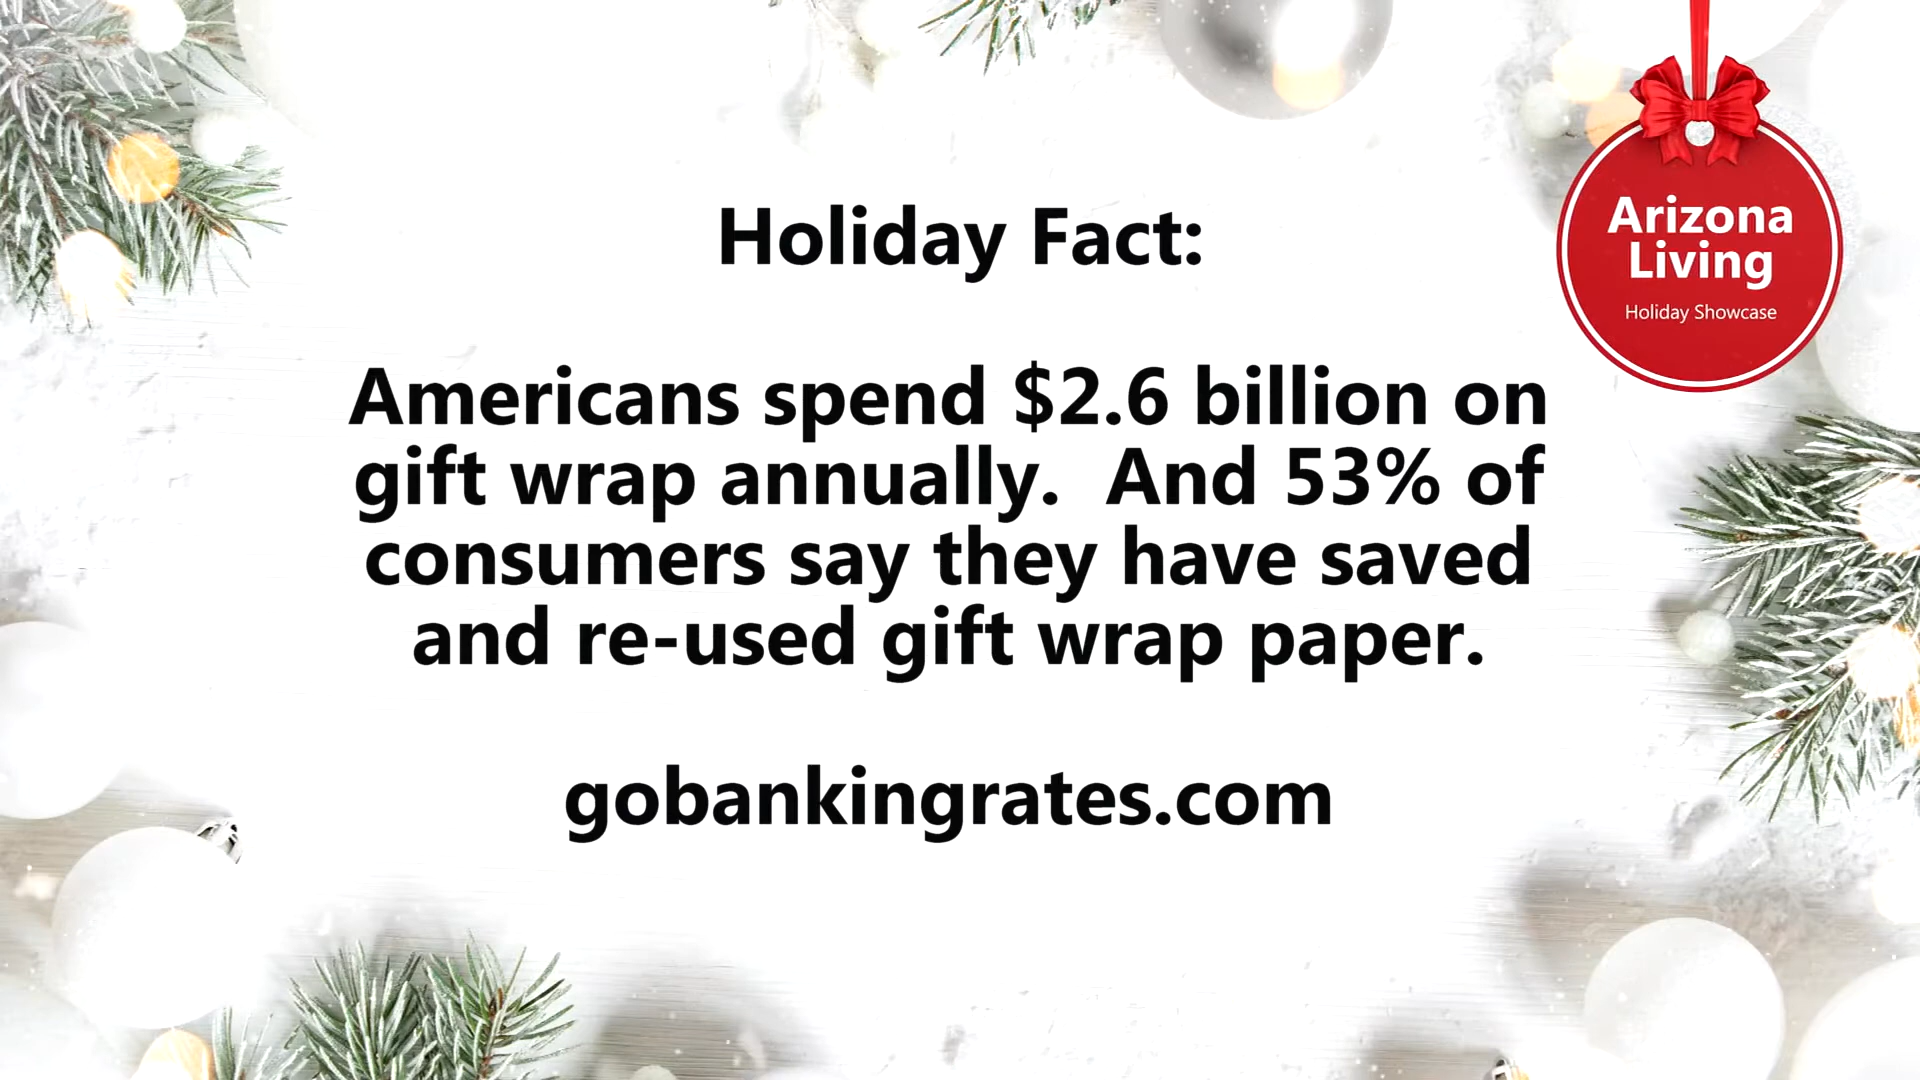 Holiday Fact:
Arizona
Living
Holiday Showcase
Americans spend $2.6 billion on
gift wrap annually.  And 53% of
consumers say they have saved
and re-used gift wrap paper.
gobankingrates.com